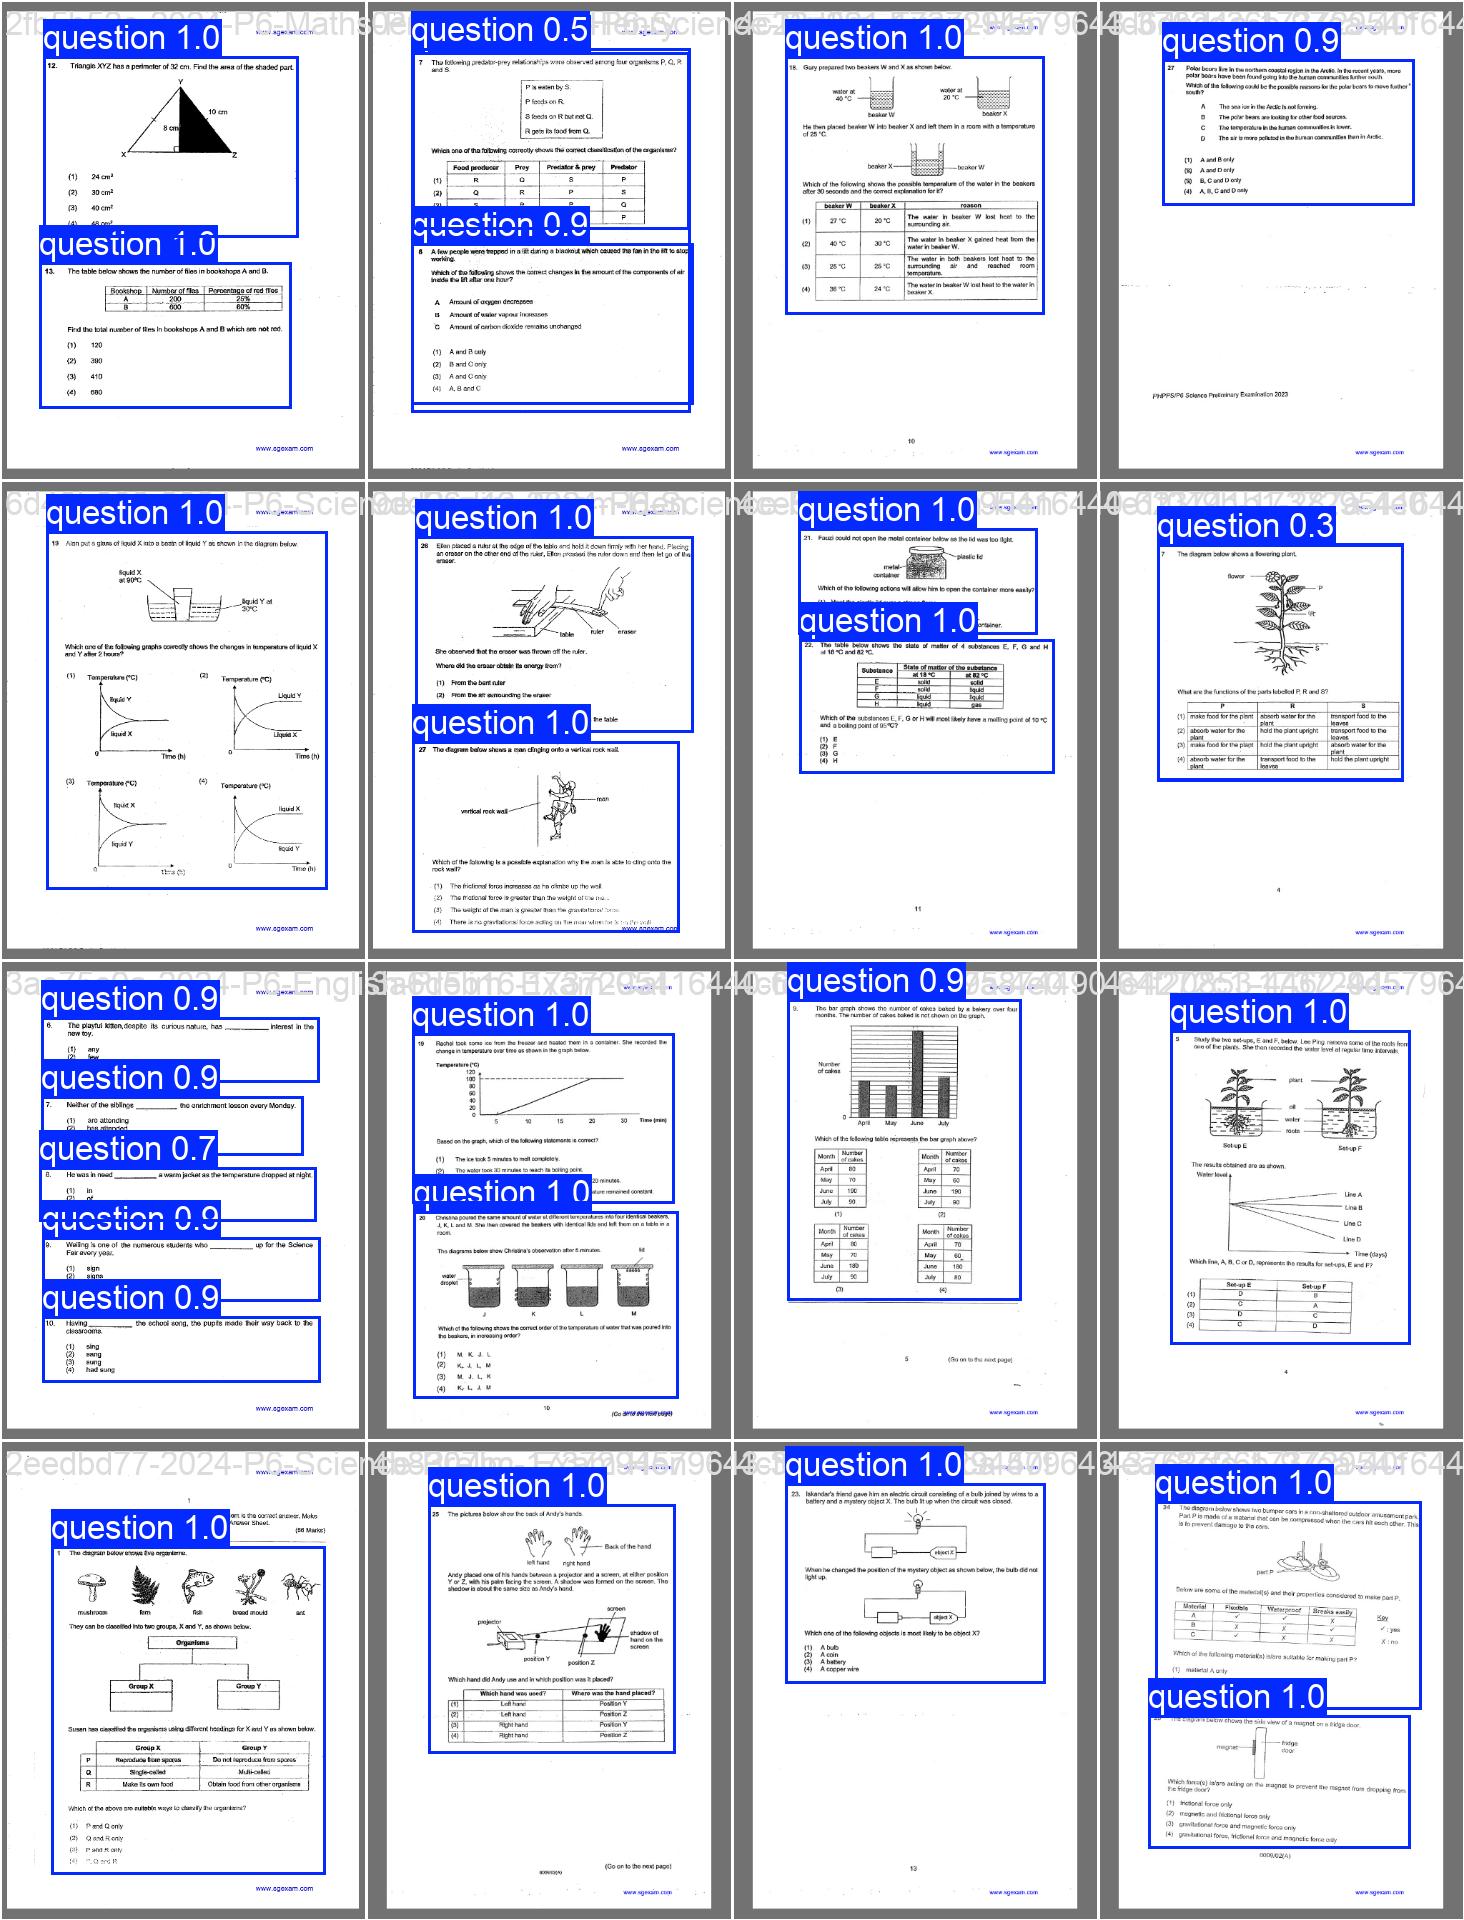 question 1.0
12. Triangle XYZ has a perimeter of 32 cm. Find the area of the shaded part.
Y
10 cm
8 cm
X
Z
(1) 24 cm²
(2) 30 cm²
(3) 40 cm²
question 1.0
13. The table below shows the number of files in bookshops A and B.
Bookshop Number of files Percentage of red files
A 200 25%
B 600 60%
Find the total number of files in bookshops A and B which are not red.
(1) 120
(2) 390
(3) 410
(4) 680
www.sgexam.com
question 0.5
7 The following predator-prey relationships were observed among four organisms P, Q, R
and S.
P is eaten by S.
P feeds on R.
S feeds on R but not Q.
R gets its food from Q.
Which one of the following correctly shows the correct classification of the organisms?
Food producer Prey Predator & prey Predator
(1) R Q S P
(2) Q R P S
question 0.9
8 A few people were trapped in a lift during a blackout which caused the fan in the lift to stop
working.
Which of the following shows the correct changes in the amount of the components of air
inside the lift after one hour?
A Amount of oxygen decreases
B Amount of water vapour increases
C Amount of carbon dioxide remains unchanged
(1) A and B only
(2) B and C only
(3) A and C only
(4) A, B and C
www.sgexam.com
question 1.0
18. Gary prepared two beakers W and X as shown below.
water at
40 °C
beaker W
water at
20 °C
beaker X
He then placed beaker W into beaker X and left them in a room with a temperature
of 25 °C.
beaker X
beaker W
Which of the following shows the possible temperature of the water in the beakers
after 30 seconds and the correct explanation for it?
beaker W beaker X reason
(1) 27 °C 20 °C The water in beaker W lost heat to the surrounding air.
(2) 40 °C 30 °C The water in beaker X gained heat from the water in beaker W.
(3) 25 °C 25 °C The water in both beakers lost heat to the surrounding air and reached room temperature.
(4) 36 °C 24 °C The water in beaker W lost heat to the water in beaker X.
10
www.sgexam.com
question 0.9
27 Polar bears live in the northern coastal region in the Arctic. In the recent years, more
polar bears have been found going into the human communities further south.
Which of the following could be the possible reasons for the polar bears to move further
south?
A The sea ice in the Arctic is not forming.
B The polar bears are looking for other food sources.
C The temperature in the human communities is lower.
D The air is more polluted in the human communities than in Arctic.
(1) A and B only
A and D only
B, C and D only
(4) A, B, C and D only
PHPPS/P6 Science Preliminary Examination 2023
www.sgexam.com
question 1.0
19 Alan put a glass of liquid X into a basin of liquid Y as shown in the diagram below.
liquid X
at 90°C
liquid Y at
30°C
Which one of the following graphs correctly shows the changes in temperature of liquid X
and Y after 2 hours?
(1) Temperature (°C)
liquid Y
liquid X
0
Time (h)
(2) Temperature (°C)
Liquid Y
Liquid X
0
Time (h)
(3) Temperature (°C)
liquid X
liquid Y
0
time (h)
(4) Temperature (°C)
liquid X
liquid Y
0
Time (h)
www.sgexam.com
question 1.0
26 Ellen placed a ruler at the edge of the table and hold it down firmly with her hand. Placing
an eraser on the other end of the ruler, Ellen pressed the ruler down and then let go of the
eraser.
table
ruler
eraser
She observed that the eraser was thrown off the ruler.
Where did the eraser obtain its energy from?
(1) From the bent ruler
(2) From the air surrounding the eraser
the table
question 1.0
27 The diagram below shows a man clinging onto a vertical rock wall.
vertical rock wall
man
Which of the following is a possible explanation why the man is able to cling onto the
rock wall?
(1) The frictional force increases as he climbs up the wall.
(2) The frictional force is greater than the weight of the
(3) The weight of the man is greater than the gravitational force.
(4) There is no gravitational force acting on the man when he is on the wall.
www.sgexam.com
question 1.0
21. Fauzi could not open the metal container below as the lid was too tight.
plastic lid
metal
container
Which of the following actions will allow him to open the container more easily?
container.
question 1.0
22. The table below shows the state of matter of 4 substances E, F, G and H
at 18 °C and 82 °C.
Substance State of matter of the substance
at 18 °C at 82 °C
E solid solid
F solid liquid
G liquid liquid
H liquid gas
Which of the substances E, F, G or H will most likely have a melting point of 10 °C
and a boiling point of 95°C?
(1) E
(2) F
(3) G
(4) H
11
www.sgexam.com
question 0.3
7 The diagram below shows a flowering plant.
flower
P
S
What are the functions of the parts labelled P, R and S?
P R S
(1) make food for the plant absorb water for the plant transport food to the leaves
(2) absorb water for the plant hold the plant upright transport food to the leaves
(3) make food for the plant hold the plant upright absorb water for the plant
(4) absorb water for the plant transport food to the leaves hold the plant upright
4
www.sgexam.com
question 0.9
6. The playful kitten, despite its curious nature, has ________ interest in the
new toy.
(1) any
(2) few
question 0.9
7. Neither of the siblings ________ the enrichment lesson every Monday.
(1) are attending
(2) has attended
question 0.7
8. He was in need ________ a warm jacket as the temperature dropped at night.
(1) in
(2) of
question 0.9
9. Weiling is one of the numerous students who ________ up for the Science
Fair every year.
(1) sign
(2) signs
question 0.9
10. Having ________ the school song, the pupils made their way back to the
classrooms.
(1) sing
(2) sang
(3) sung
(4) had sung
www.sgexam.com
question 1.0
19 Rachel took some ice from the freezer and heated them in a container. She recorded the
change in temperature over time as shown in the graph below.
Temperature (°C)
120
100
80
60
40
20
0
5 10 15 20 30 Time (min)
Based on the graph, which of the following statements is correct?
(1) The ice took 5 minutes to melt completely.
(2) The water took 30 minutes to reach its boiling point.
20 minutes.
ature remained constant.
question 1.0
20 Christina poured the same amount of water at different temperatures into four identical beakers,
J, K, L and M. She then covered the beakers with identical lids and left them on a table in a
room.
The diagrams below show Christina's observation after 5 minutes.
lid
water
droplet
J K L M
Which of the following shows the correct order of the temperature of water that was poured into
the beakers, in increasing order?
(1) M, K, J, L
(2) K, J, L, M
(3) M, J, L, K
(4) K, L, J, M
10
www.sgexam.com
question 0.9
9. The bar graph shows the number of cakes baked by a bakery over four
months. The number of cakes baked is not shown on the graph.
Number
of cakes
0
April May June July
Which of the following table represents the bar graph above?
Month Number of cakes
April 80
May 70
June 190
July 90
(1)
Month Number of cakes
April 70
May 60
June 190
July 90
(2)
Month Number of cakes
April 80
May 70
June 180
July 90
(3)
Month Number of cakes
April 70
May 60
June 180
July 80
(4)
5
(Go on to the next page)
www.sgexam.com
question 1.0
Study the two set-ups, E and F, below. Lee Ping removed some of the roots from
one of the plants. She then recorded the water level at regular time intervals.
plant
oil
water
roots
Set-up E
Set-up F
The results obtained are as shown.
Water level
Line A
Line B
Line C
Line D
Time (days)
Which line, A, B, C or D, represents the results for set-ups, E and F?
Set-up E Set-up F
(1) D B
(2) C A
(3) D C
(4) C D
4
www.sgexam.com
1
(56 Marks)
question 1.0
1 The diagram below shows five organisms.
mushroom fern fish bread mould ant
They can be classified into two groups, X and Y, as shown below.
Organisms
Group X
Group Y
Susan has classified the organisms using different headings for X and Y as shown below.
Group X Group Y
P Reproduce from spores Do not reproduce from spores
Q Single-celled Multi-celled
R Make its own food Obtain food from other organisms
Which of the above are suitable ways to classify the organisms?
(1) P and Q only
(2) Q and R only
(3) P and R only
(4) P, Q and R
www.sgexam.com
question 1.0
25 The pictures below show the back of Andy's hands.
Back of the hand
left hand
right hand
Andy placed one of his hands between a projector and a screen, at either position
Y or Z, with his palm facing the screen. A shadow was formed on the screen. The
shadow is about the same size as Andy's hand.
screen
projector
shadow of
hand on the
screen
position Y
position Z
Which hand did Andy use and in which position was it placed?
Which hand was used? Where was the hand placed?
(1) Left hand Position Y
(2) Left hand Position Z
(3) Right hand Position Y
(4) Right hand Position Z
(Go on to the next page)
www.sgexam.com
question 1.0
23. Iskandar's friend gave him an electric circuit consisting of a bulb joined by wires to a
battery and a mystery object X. The bulb lit up when the circuit was closed.
object X
When he changed the position of the mystery object as shown below, the bulb did not
light up.
object X
Which one of the following objects is most likely to be object X?
(1) A bulb
(2) A coin
(3) A battery
(4) A copper wire
13
www.sgexam.com
question 1.0
24 The diagram below shows two bumper cars in a non-sheltered outdoor amusement park.
Part P is made of a material that can be compressed when the cars hit each other. This
is to prevent damage to the cars.
part P
Below are some of the material(s) and their properties considered to make part P.
Material Flexible Waterproof Breaks easily
A ✓ ✓ X
B X X ✓
C ✓ X X
Key
✓ : yes
X : no
Which of the following material(s) is/are suitable for making part P?
(1) material A only
question 1.0
The diagram below shows the side view of a magnet on a fridge door.
magnet
fridge
door
Which force(s) is/are acting on the magnet to prevent the magnet from dropping from
the fridge door?
(1) frictional force only
(2) magnetic and frictional force only
(3) gravitational force and magnetic force only
(4) gravitational force, frictional force and magnetic force only
0009/02(A)
www.sgexam.com